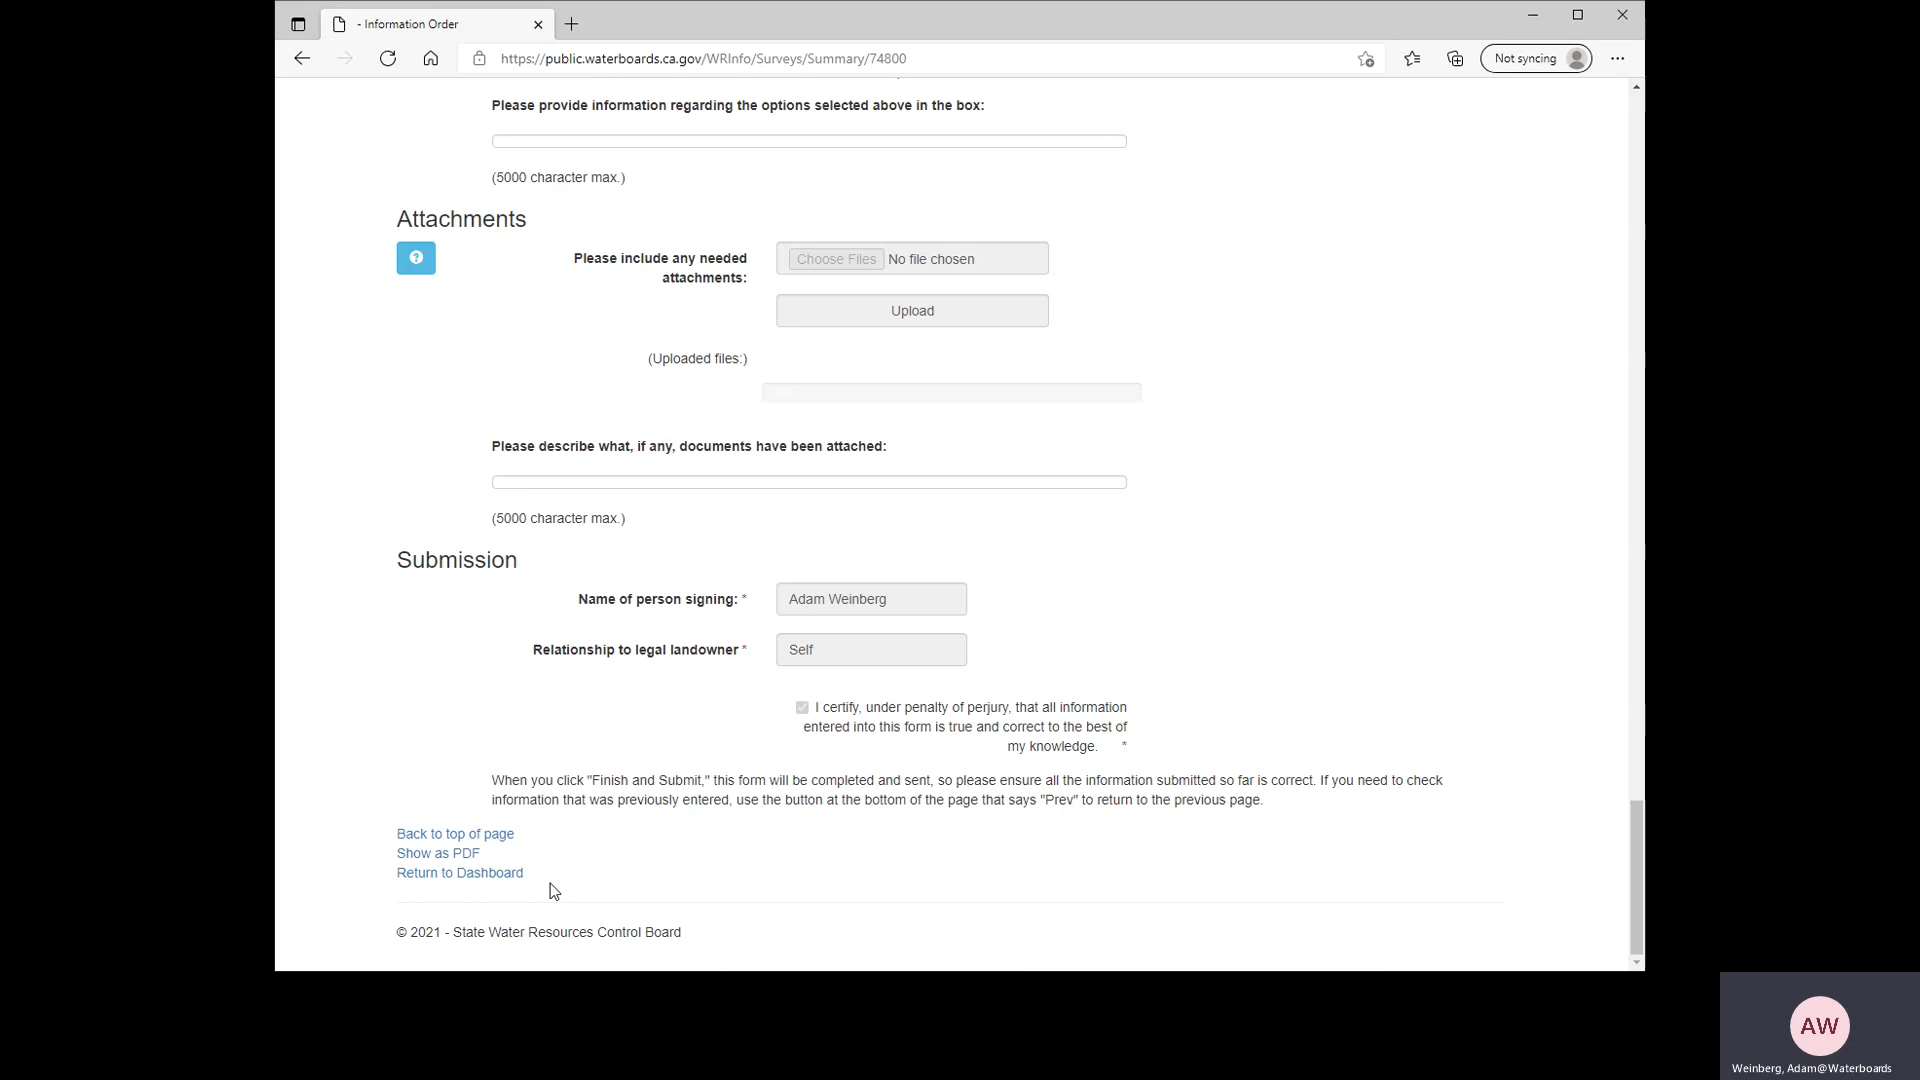 - Information Order
https://public.waterboards.ca.gov/WRInfo/Surveys/Summary/74800
Not syncing
Please provide information regarding the options selected above in the box:
(5000 character max.)
Attachments
Please include any needed
attachments:
Choose Files No file chosen
Upload
(Uploaded files:)
Please describe what, if any, documents have been attached:
(5000 character max.)
Submission
Name of person signing: *
Adam Weinberg
Relationship to legal landowner *
Self
I certify, under penalty of perjury, that all information
entered into this form is true and correct to the best of
my knowledge. *
When you click "Finish and Submit," this form will be completed and sent, so please ensure all the information submitted so far is correct. If you need to check
information that was previously entered, use the button at the bottom of the page that says "Prev" to return to the previous page.
Back to top of page
Show as PDF
Return to Dashboard
© 2021 - State Water Resources Control Board
AW
Weinberg, Adam@Waterboards